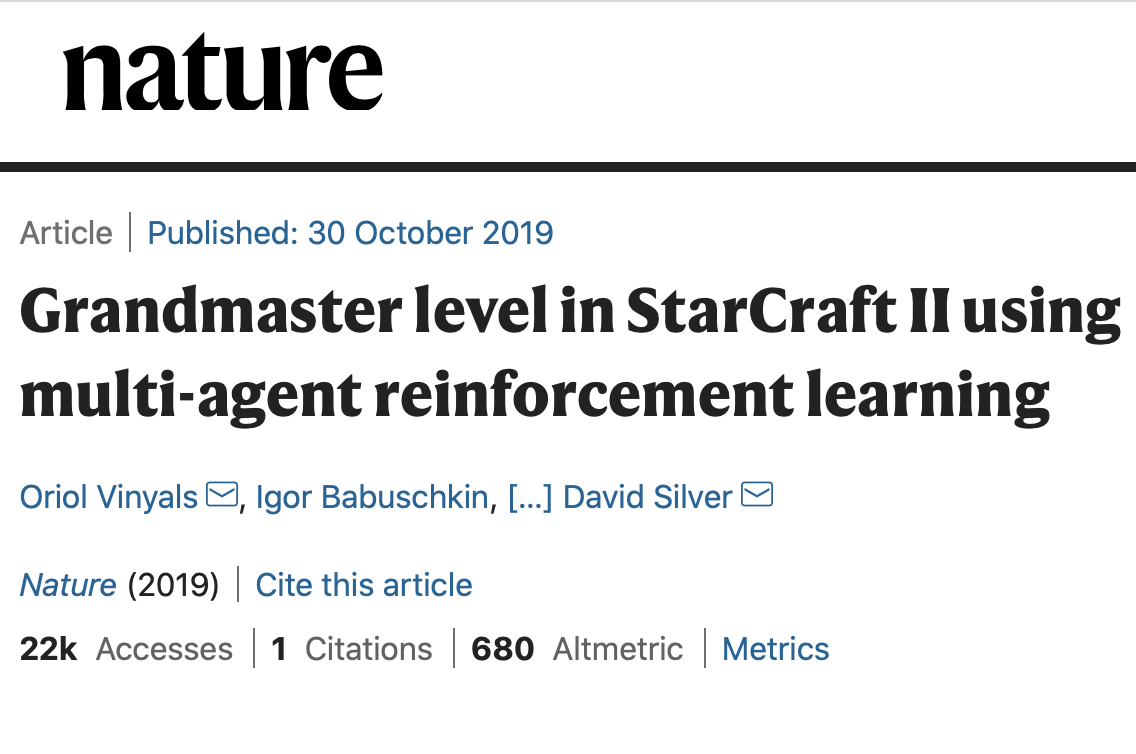 nature
Article | Published: 30 October 2019
Grandmaster level in StarCraft II using
multi-agent reinforcement learning
Oriol Vinyals, Igor Babuschkin, [...] David Silver
Nature (2019) | Cite this article
22k Accesses | 1 Citations | 680 Altmetric | Metrics